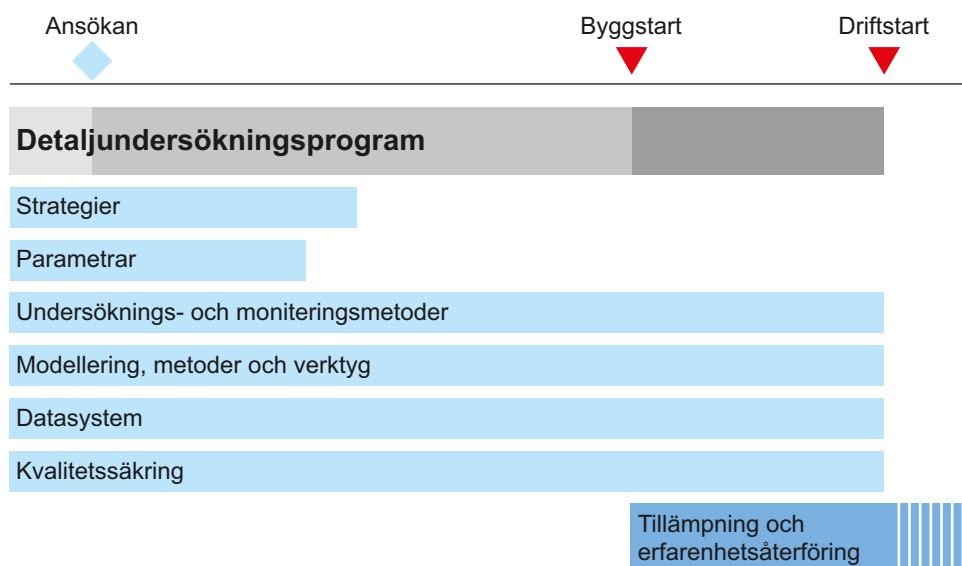 Ansökan
Byggstart
Driftstart
Detaljundersökningsprogram
Strategier
Parametrar
Undersöknings- och moniteringsmetoder
Modellering, metoder och verktyg
Datasystem
Kvalitetssäkring
Tillämpning och
erfarenhetsåterföring